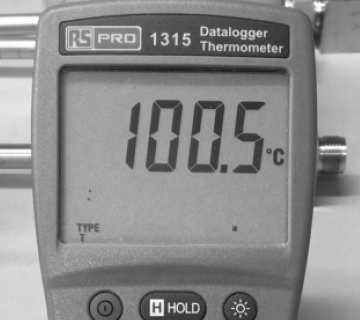 RS PRO 1315 Datalogger
Thermometer
100.5 °C
TYPE
T
H HOLD